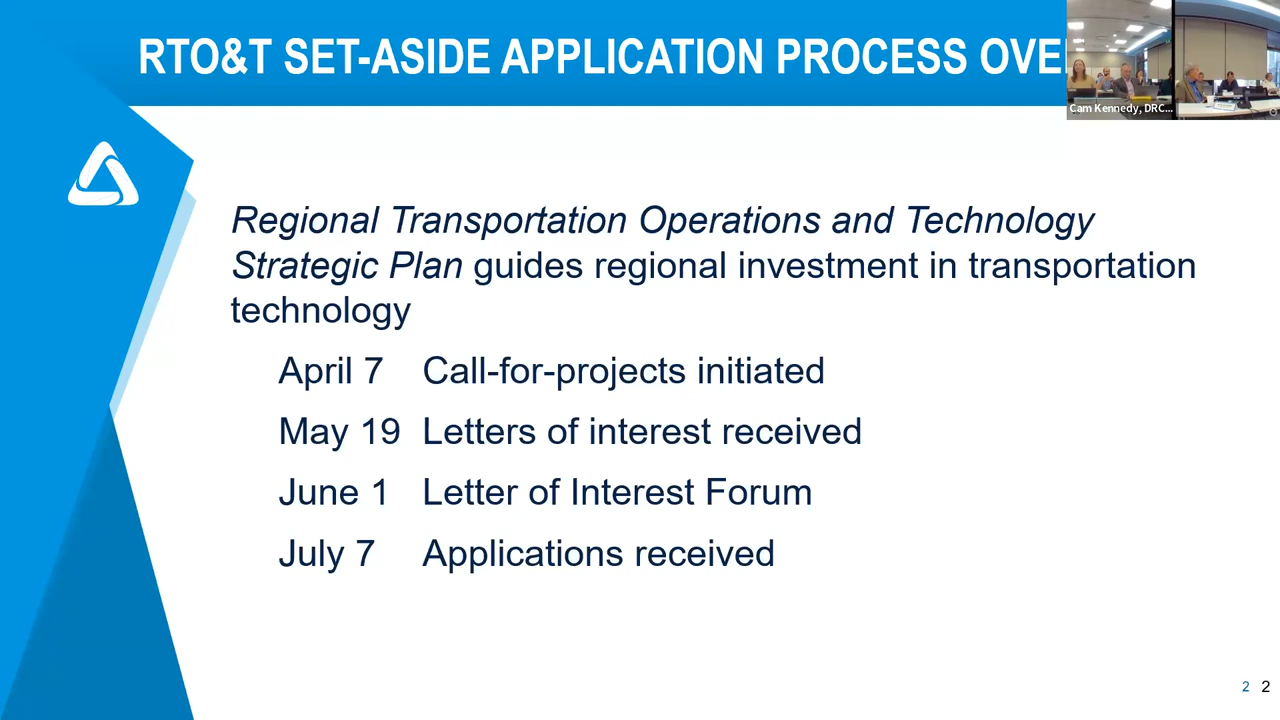 RTO&T SET-ASIDE APPLICATION PROCESS OVE
Cam Kennedy, DRC...
Regional Transportation Operations and Technology
Strategic Plan guides regional investment in transportation
technology
April 7 Call-for-projects initiated
May 19 Letters of interest received
June 1 Letter of Interest Forum
July 7 Applications received
2 2